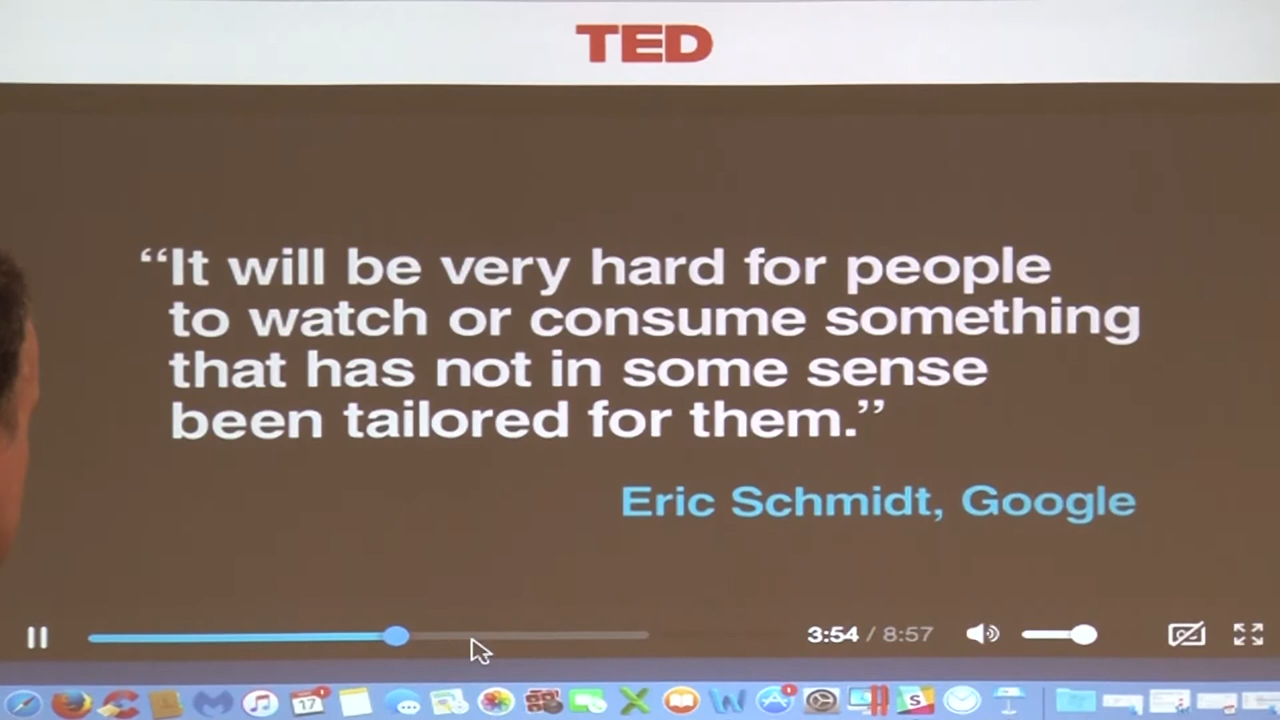 TED
“It will be very hard for people
to watch or consume something
that has not in some sense
been tailored for them.”
Eric Schmidt, Google
3:54 / 8:57
17
S